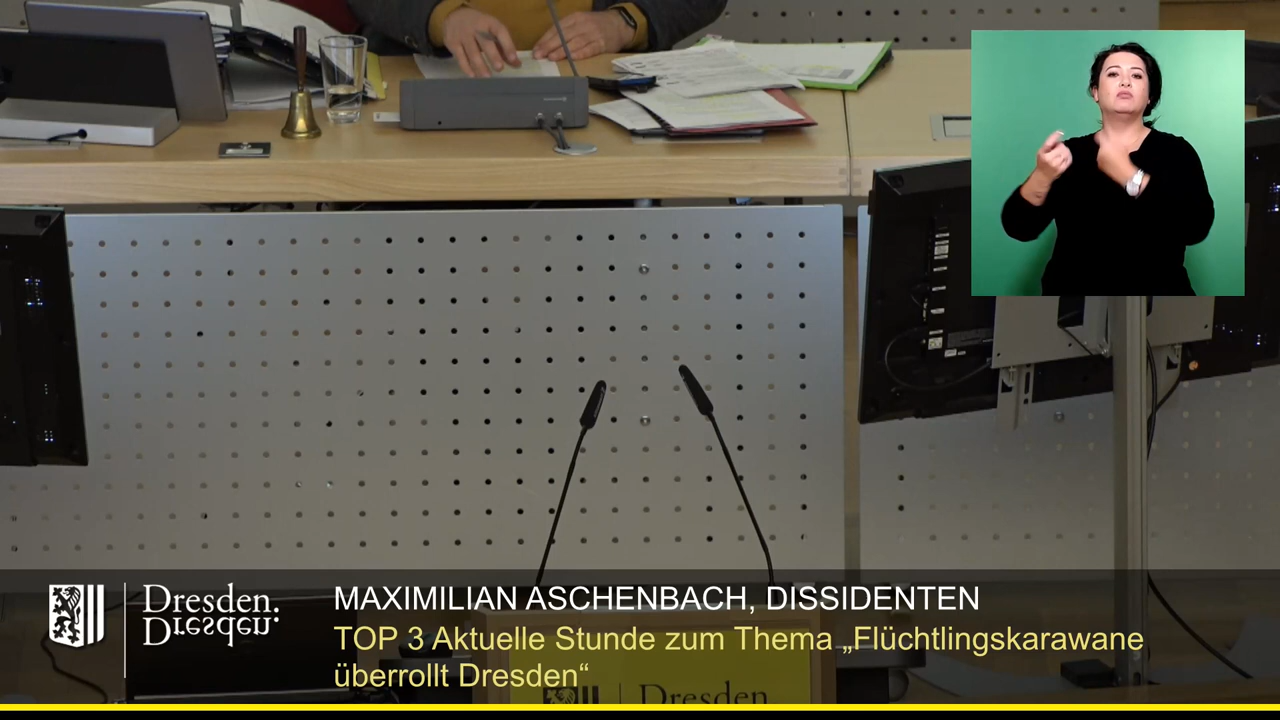 MAXIMILIAN ASCHENBACH, DISSIDENTEN
Dresden.
Dresden.
TOP 3 Aktuelle Stunde zum Thema „Flüchtlingskarawane
überrollt Dresden“
Dresden